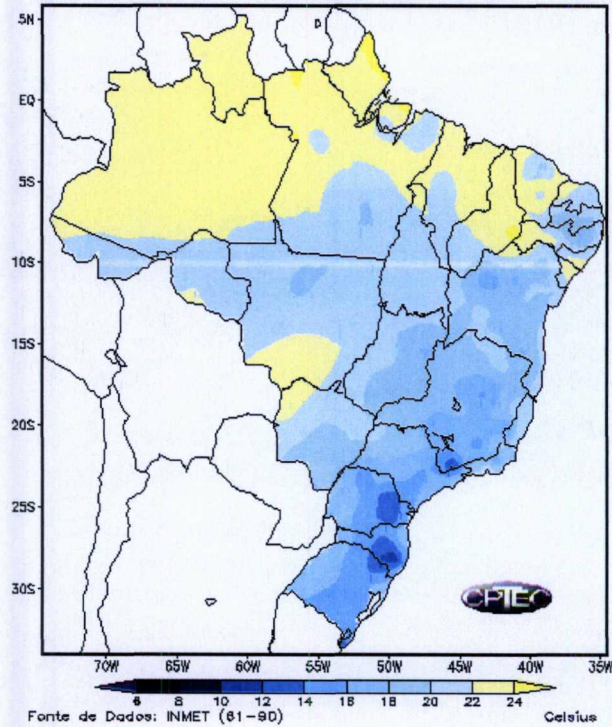 5N
EQ
5S
10S
15S
20S
25S
30S
CPTEC
70W 65W 60W 55W 50W 45W 40W 35W
6 8 10 12 14 16 18 20 22 24
Fonte de Dados: INMET (61-90) Celsius